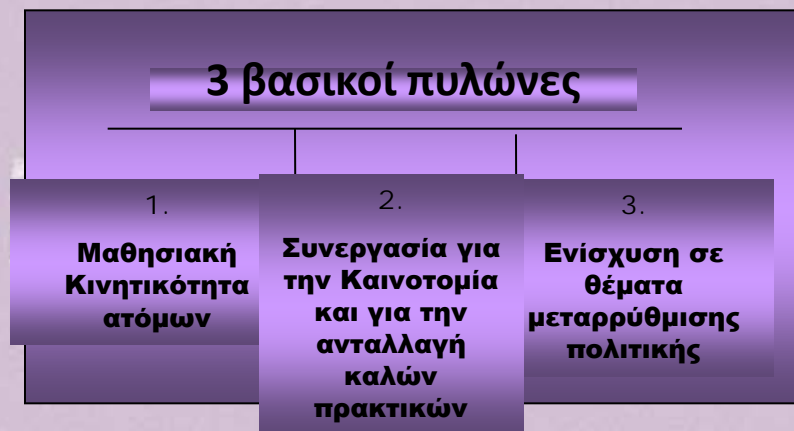 3 βασικοί πυλώνες
1.
Μαθησιακή
Κινητικότητα
ατόμων
2.
Συνεργασία για
την Καινοτομία
και για την
ανταλλαγή
καλών
πρακτικών
3.
Ενίσχυση σε
θέματα
μεταρρύθμισης
πολιτικής